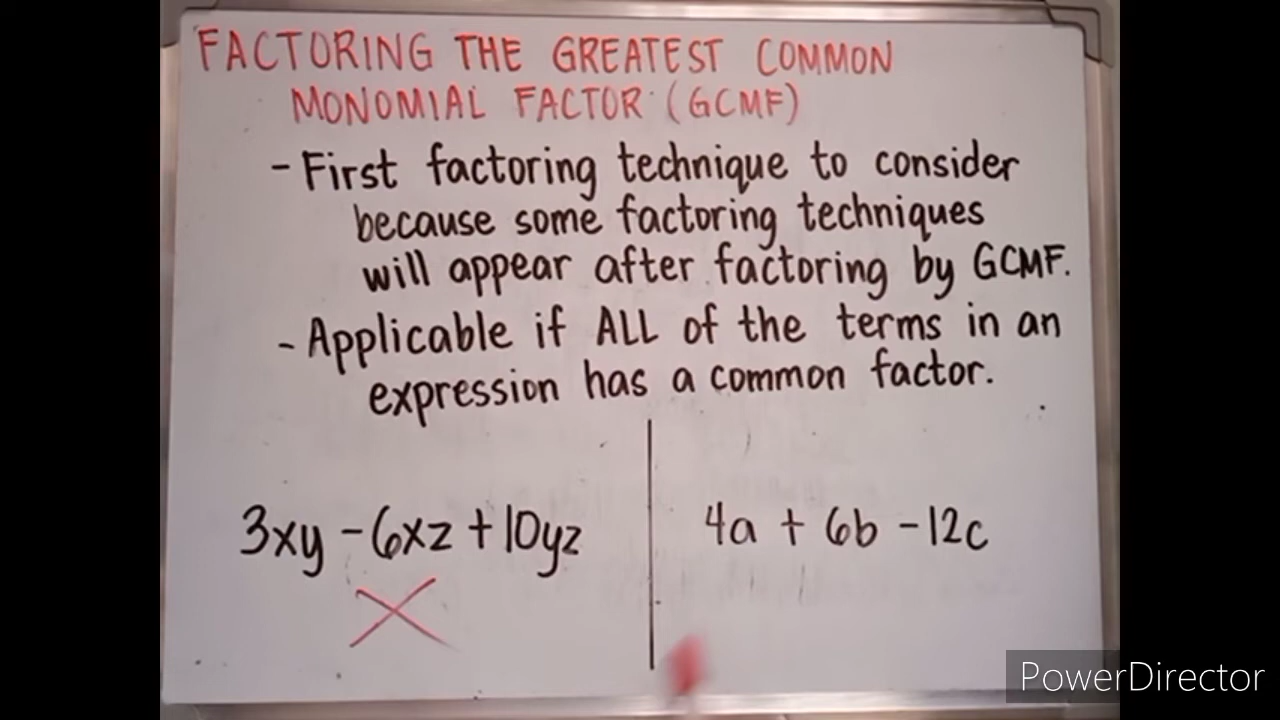 FACTORING THE GREATEST COMMON
MONOMIAL FACTOR (GCMF)
- First factoring technique to consider
because some factoring techniques
will appear after factoring by GCMF.
- Applicable if ALL of the terms in an
expression has a common factor.
3xy - 6xz + 10yz
4a + 6b - 12c
PowerDirector